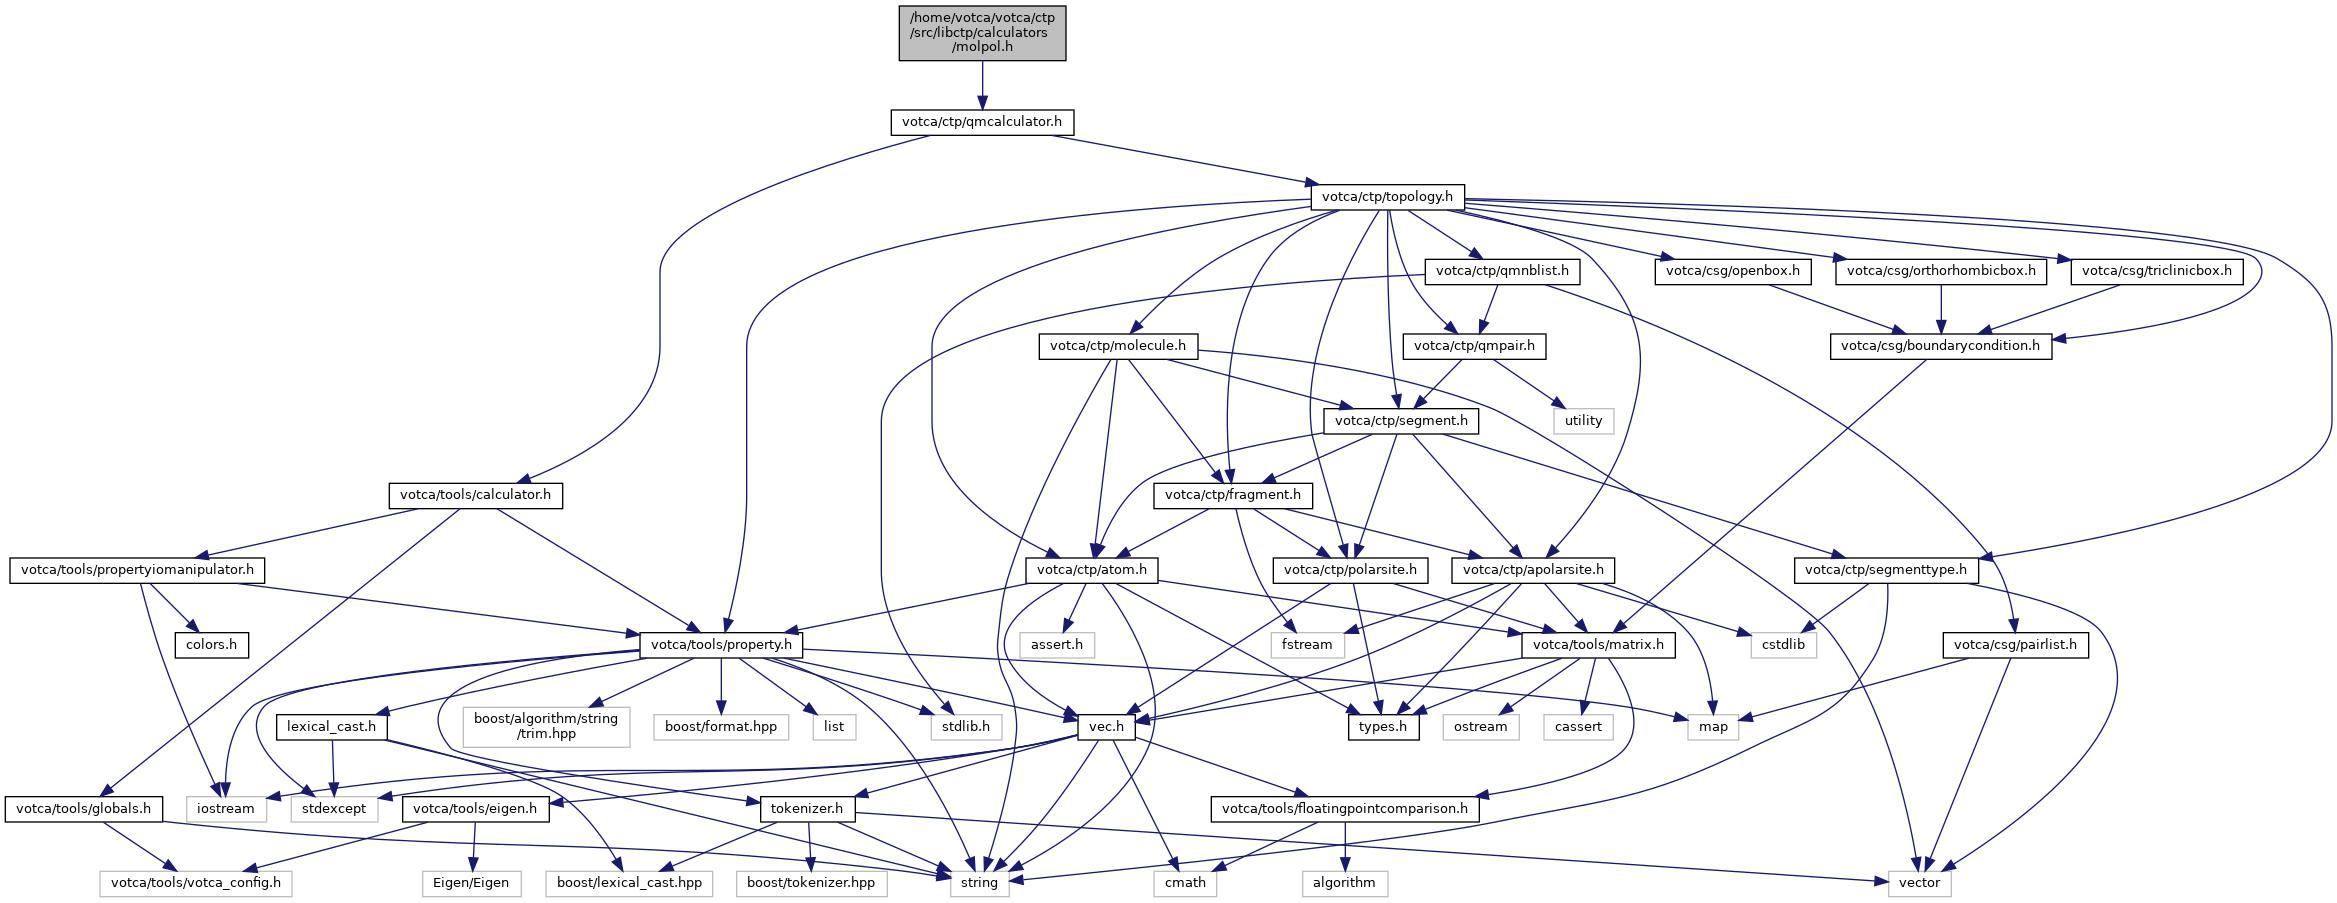 /home/votca/votca/ctp
/src/libctp/calculators
/molpol.h
votca/ctp/qmcalculator.h
votca/ctp/topology.h
votca/ctp/qmnblist.h
votca/csg/openbox.h
votca/csg/orthorhombicbox.h
votca/csg/triclinicbox.h
votca/ctp/molecule.h
votca/ctp/qmpair.h
votca/csg/boundarycondition.h
votca/ctp/segment.h
utility
votca/tools/calculator.h
votca/ctp/fragment.h
votca/tools/propertyiomanipulator.h
votca/ctp/atom.h
votca/ctp/polarsite.h
votca/ctp/apolarsite.h
votca/ctp/segmenttype.h
colors.h
votca/tools/property.h
assert.h
fstream
votca/tools/matrix.h
cstdlib
votca/csg/pairlist.h
lexical_cast.h
boost/algorithm/string
/trim.hpp
boost/format.hpp
list
stdlib.h
vec.h
types.h
ostream
cassert
map
votca/tools/globals.h
iostream
stdexcept
votca/tools/eigen.h
tokenizer.h
votca/tools/floatingpointcomparison.h
votca/tools/votca_config.h
Eigen/Eigen
boost/lexical_cast.hpp
boost/tokenizer.hpp
string
cmath
algorithm
vector